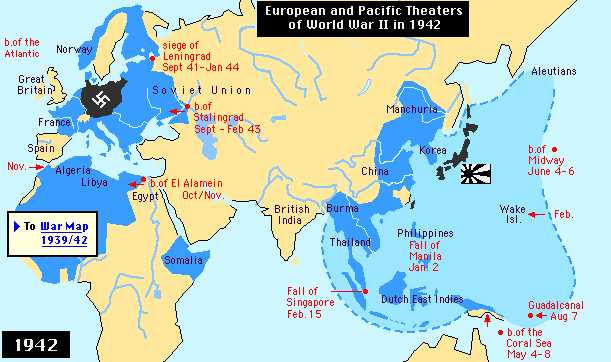 European and Pacific Theaters
of World War II in 1942
b.of the
Atlantic
Norway
siege of
Leningrad
Sept 41-Jan 44
Great
Britain
Soviet Union
b.of
Stalingrad
Sept - Feb 43
France
Spain
Nov.
Algeria
Libya
b.of El Alamein
Oct/Nov.
Egypt
To War Map
1939/42
Somalia
British
India
Aleutians
Manchuria
Korea
China
b.of
Midway
June 4-6
Burma
Thailand
Philippines
Fall of
Manila
Jan. 2
Wake
Isl.
Feb.
Fall of
Singapore
Feb. 15
Dutch East Indies
Guadalcanal
Aug 7
b.of the
Coral Sea
May 4-8
1942